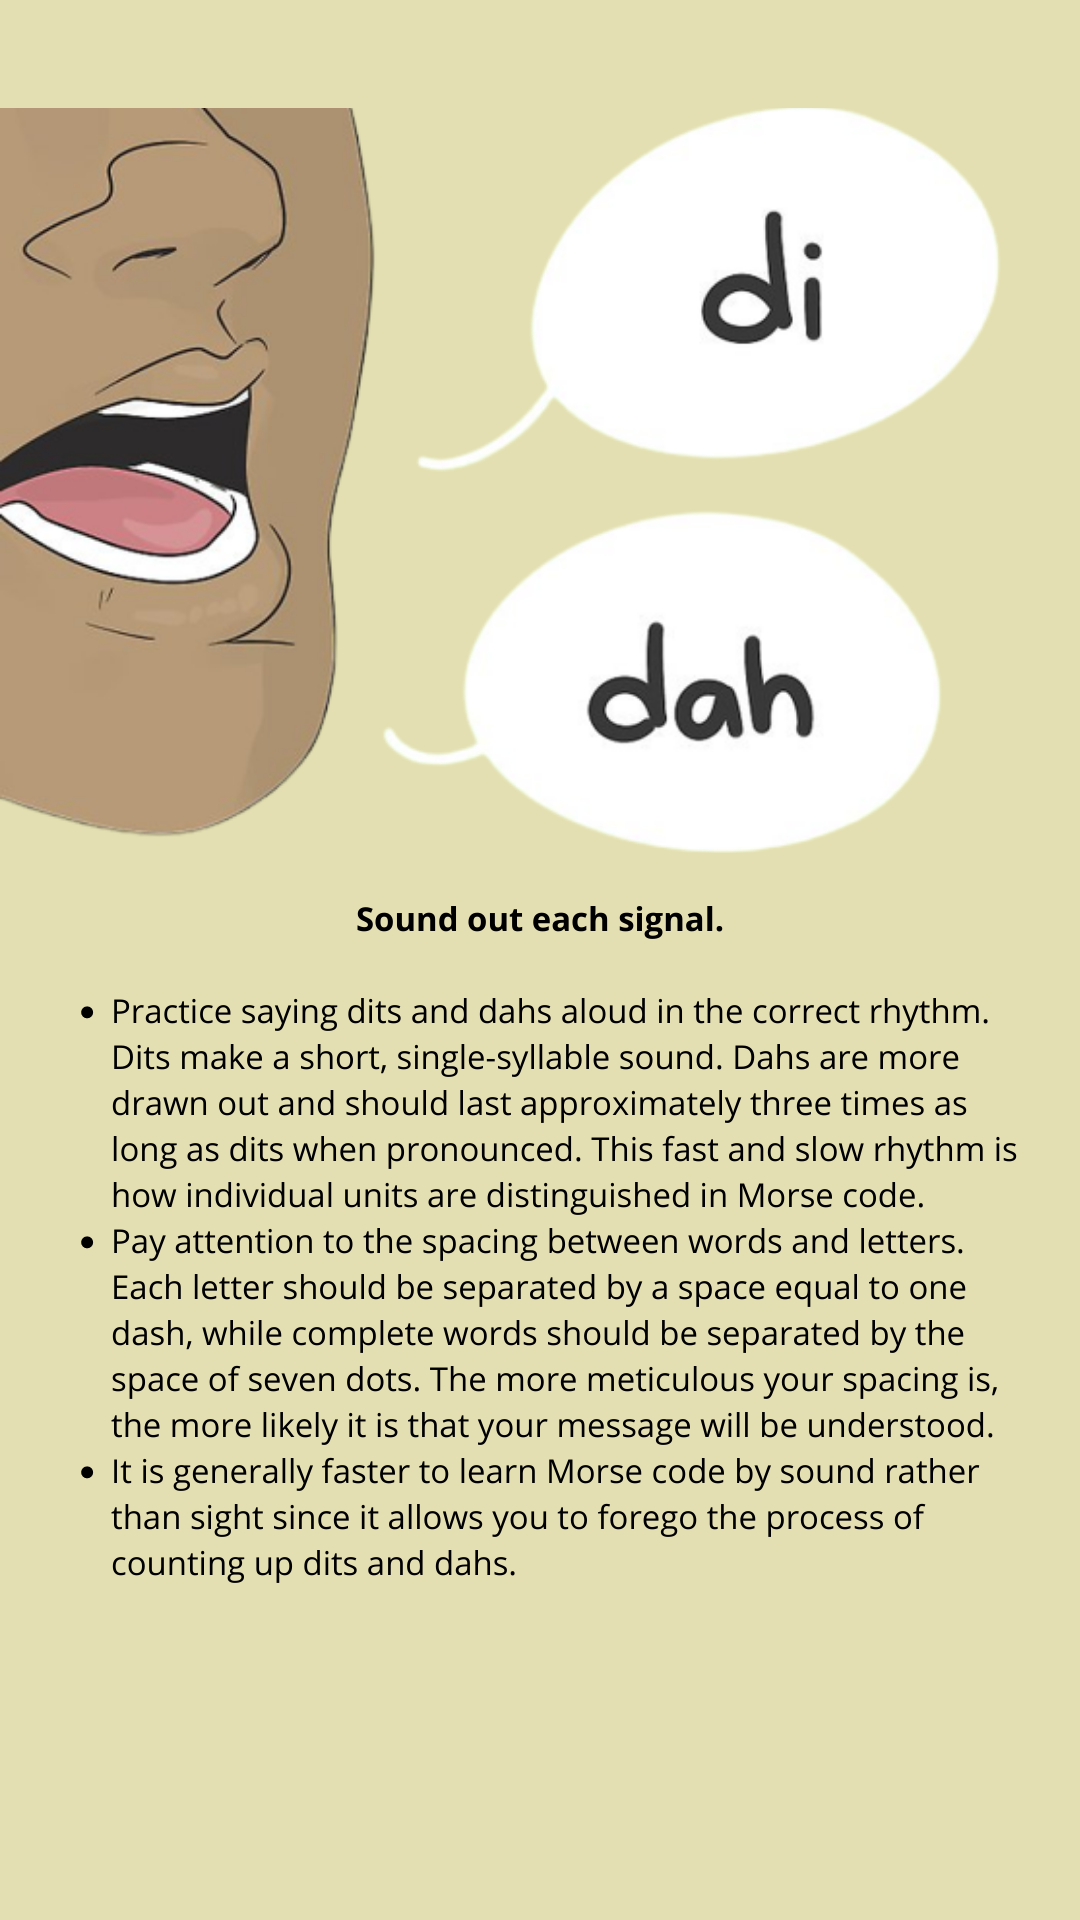 di
dah
Sound out each signal.
• Practice saying dits and dahs aloud in the correct rhythm.
Dits make a short, single-syllable sound. Dahs are more
drawn out and should last approximately three times as
long as dits when pronounced. This fast and slow rhythm is
how individual units are distinguished in Morse code.
• Pay attention to the spacing between words and letters.
Each letter should be separated by a space equal to one
dash, while complete words should be separated by the
space of seven dots. The more meticulous your spacing is,
the more likely it is that your message will be understood.
• It is generally faster to learn Morse code by sound rather
than sight since it allows you to forego the process of
counting up dits and dahs.